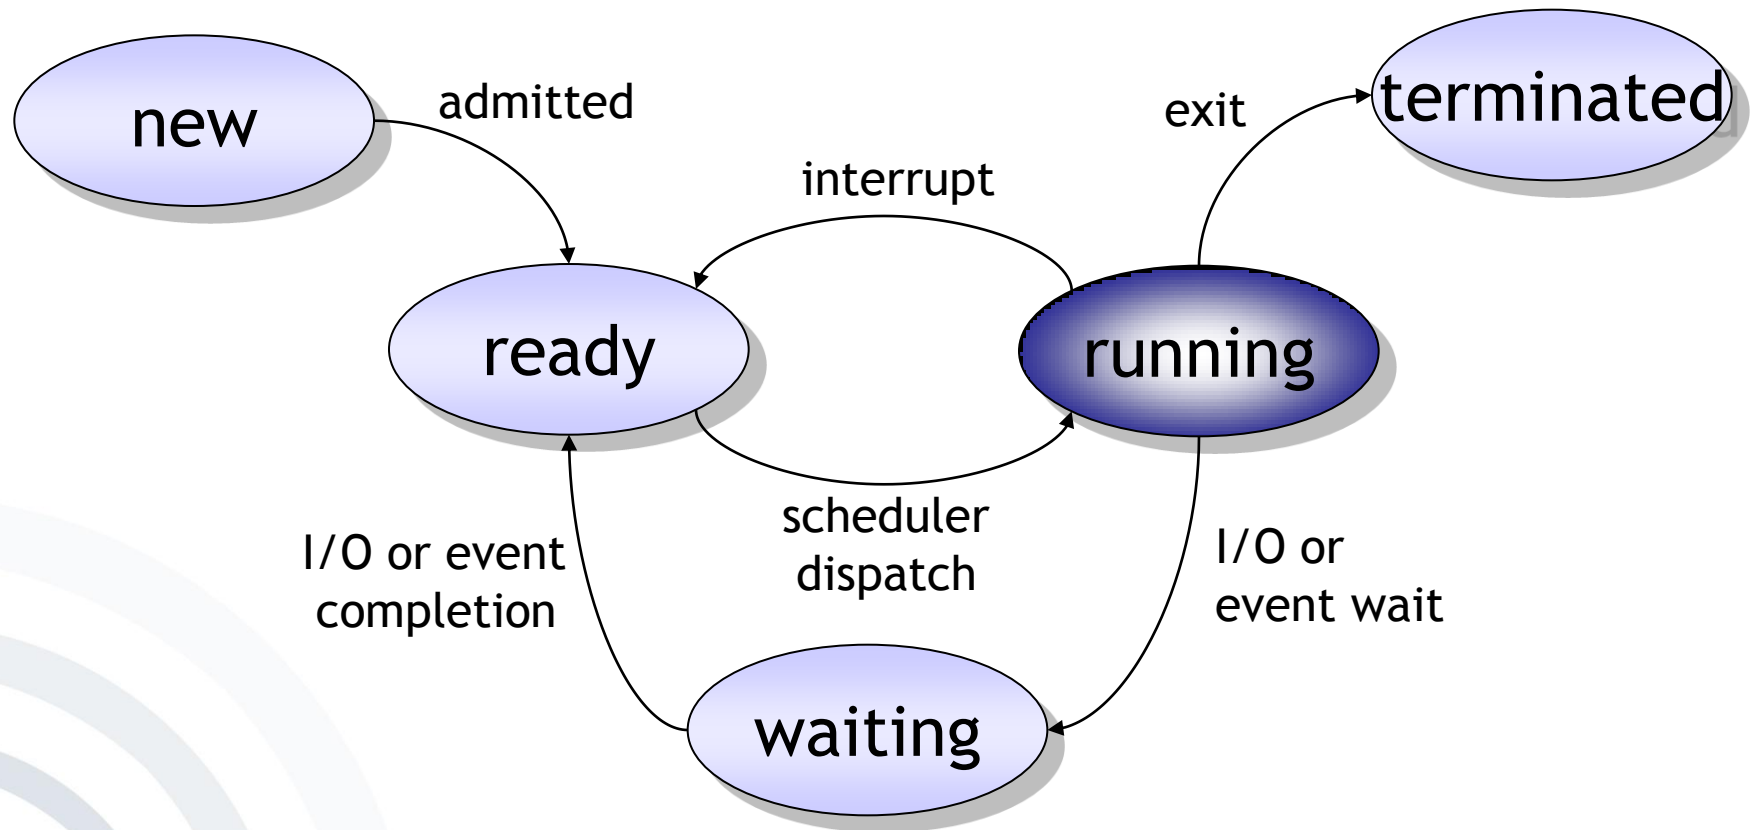 new
admitted
exit
terminated
interrupt
ready
running
scheduler
dispatch
I/O or event
completion
I/O or
event wait
waiting